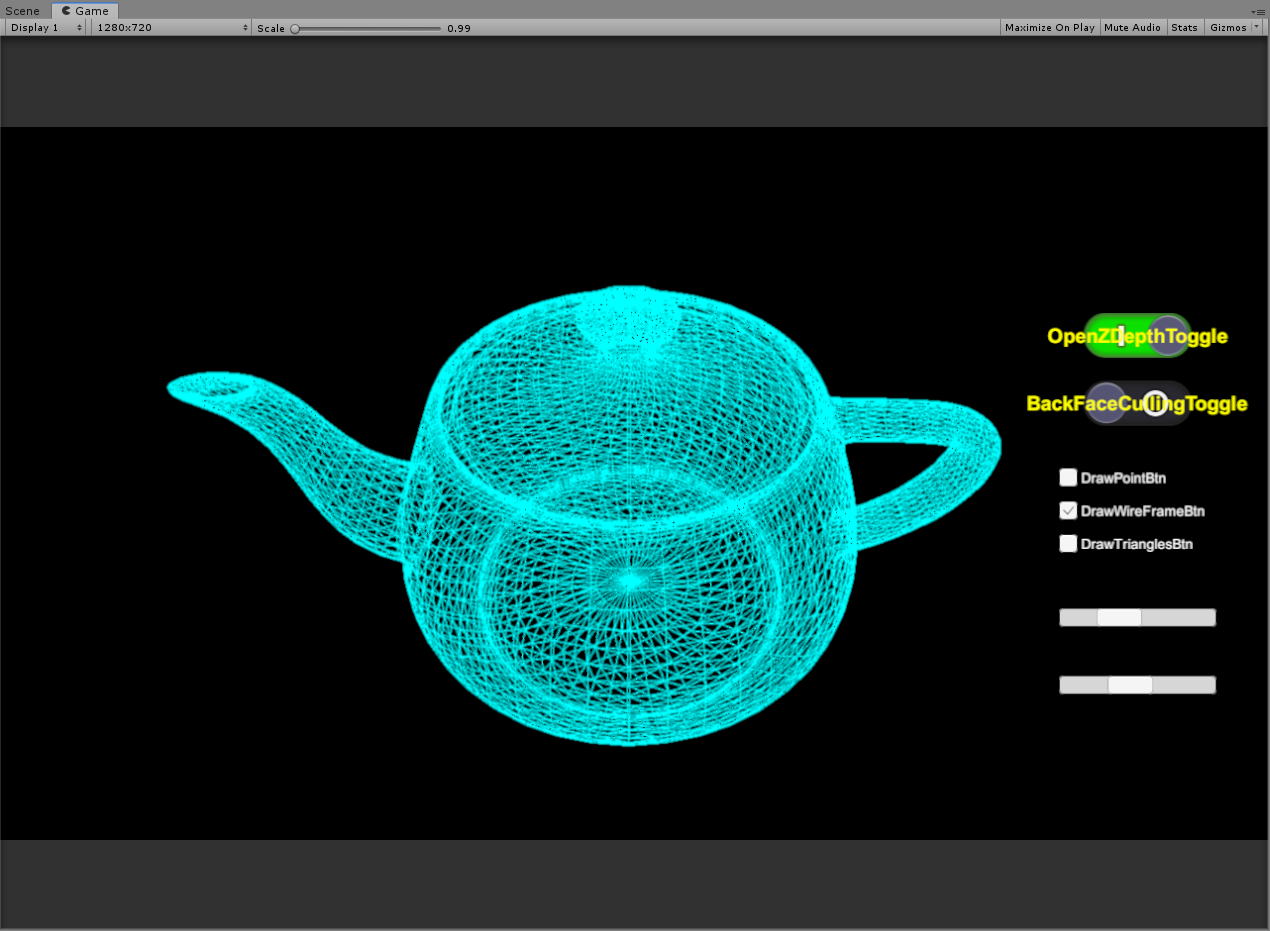 Scene Game
Display 1 1280x720 Scale 0.99 Maximize On Play Mute Audio Stats Gizmos
OpenZDepthToggle
BackFaceCullingToggle
DrawPointBtn
DrawWireFrameBtn
DrawTrianglesBtn